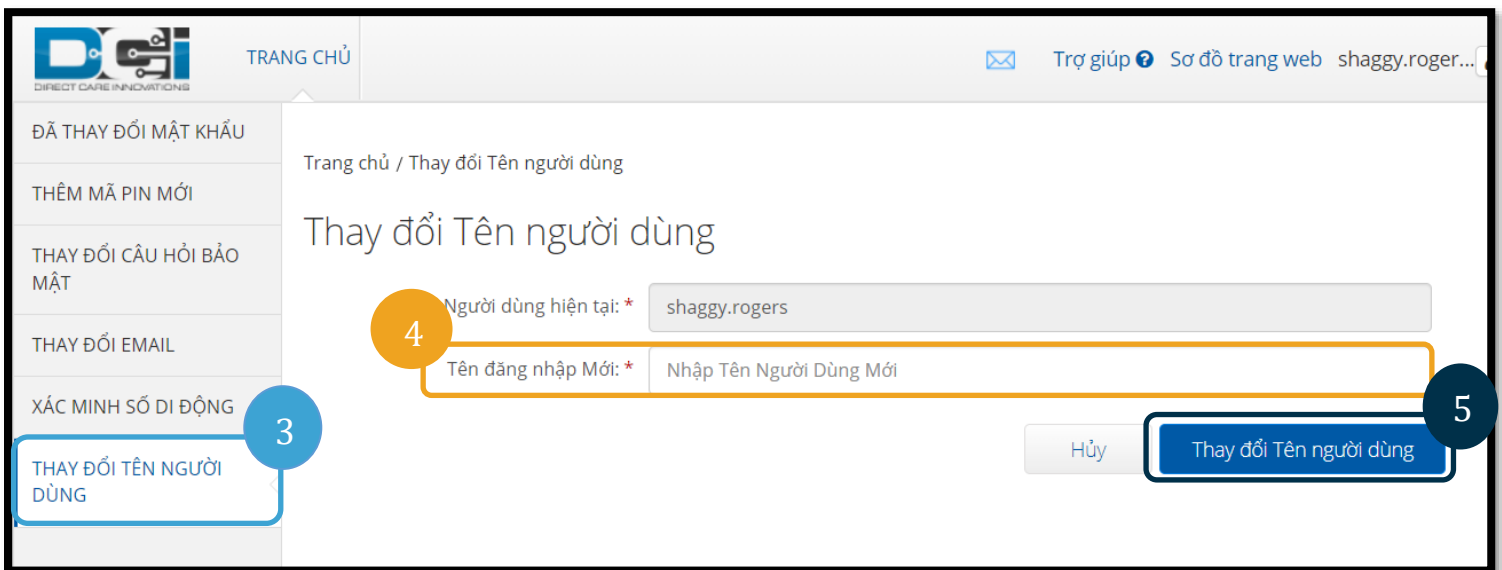 DCI
DIRECT CARE INNOVATIONS
TRANG CHỦ
Trợ giúp ? Sơ đồ trang web shaggy.roger...
ĐÃ THAY ĐỔI MẬT KHẨU
THÊM MÃ PIN MỚI
THAY ĐỔI CÂU HỎI BẢO
MẬT
THAY ĐỔI EMAIL
XÁC MINH SỐ DI ĐỘNG
3
THAY ĐỔI TÊN NGƯỜI
DÙNG
Trang chủ / Thay đổi Tên người dùng
Thay đổi Tên người dùng
Người dùng hiện tại: * shaggy.rogers
4
Tên đăng nhập Mới: * Nhập Tên Người Dùng Mới
5
Hủy Thay đổi Tên người dùng